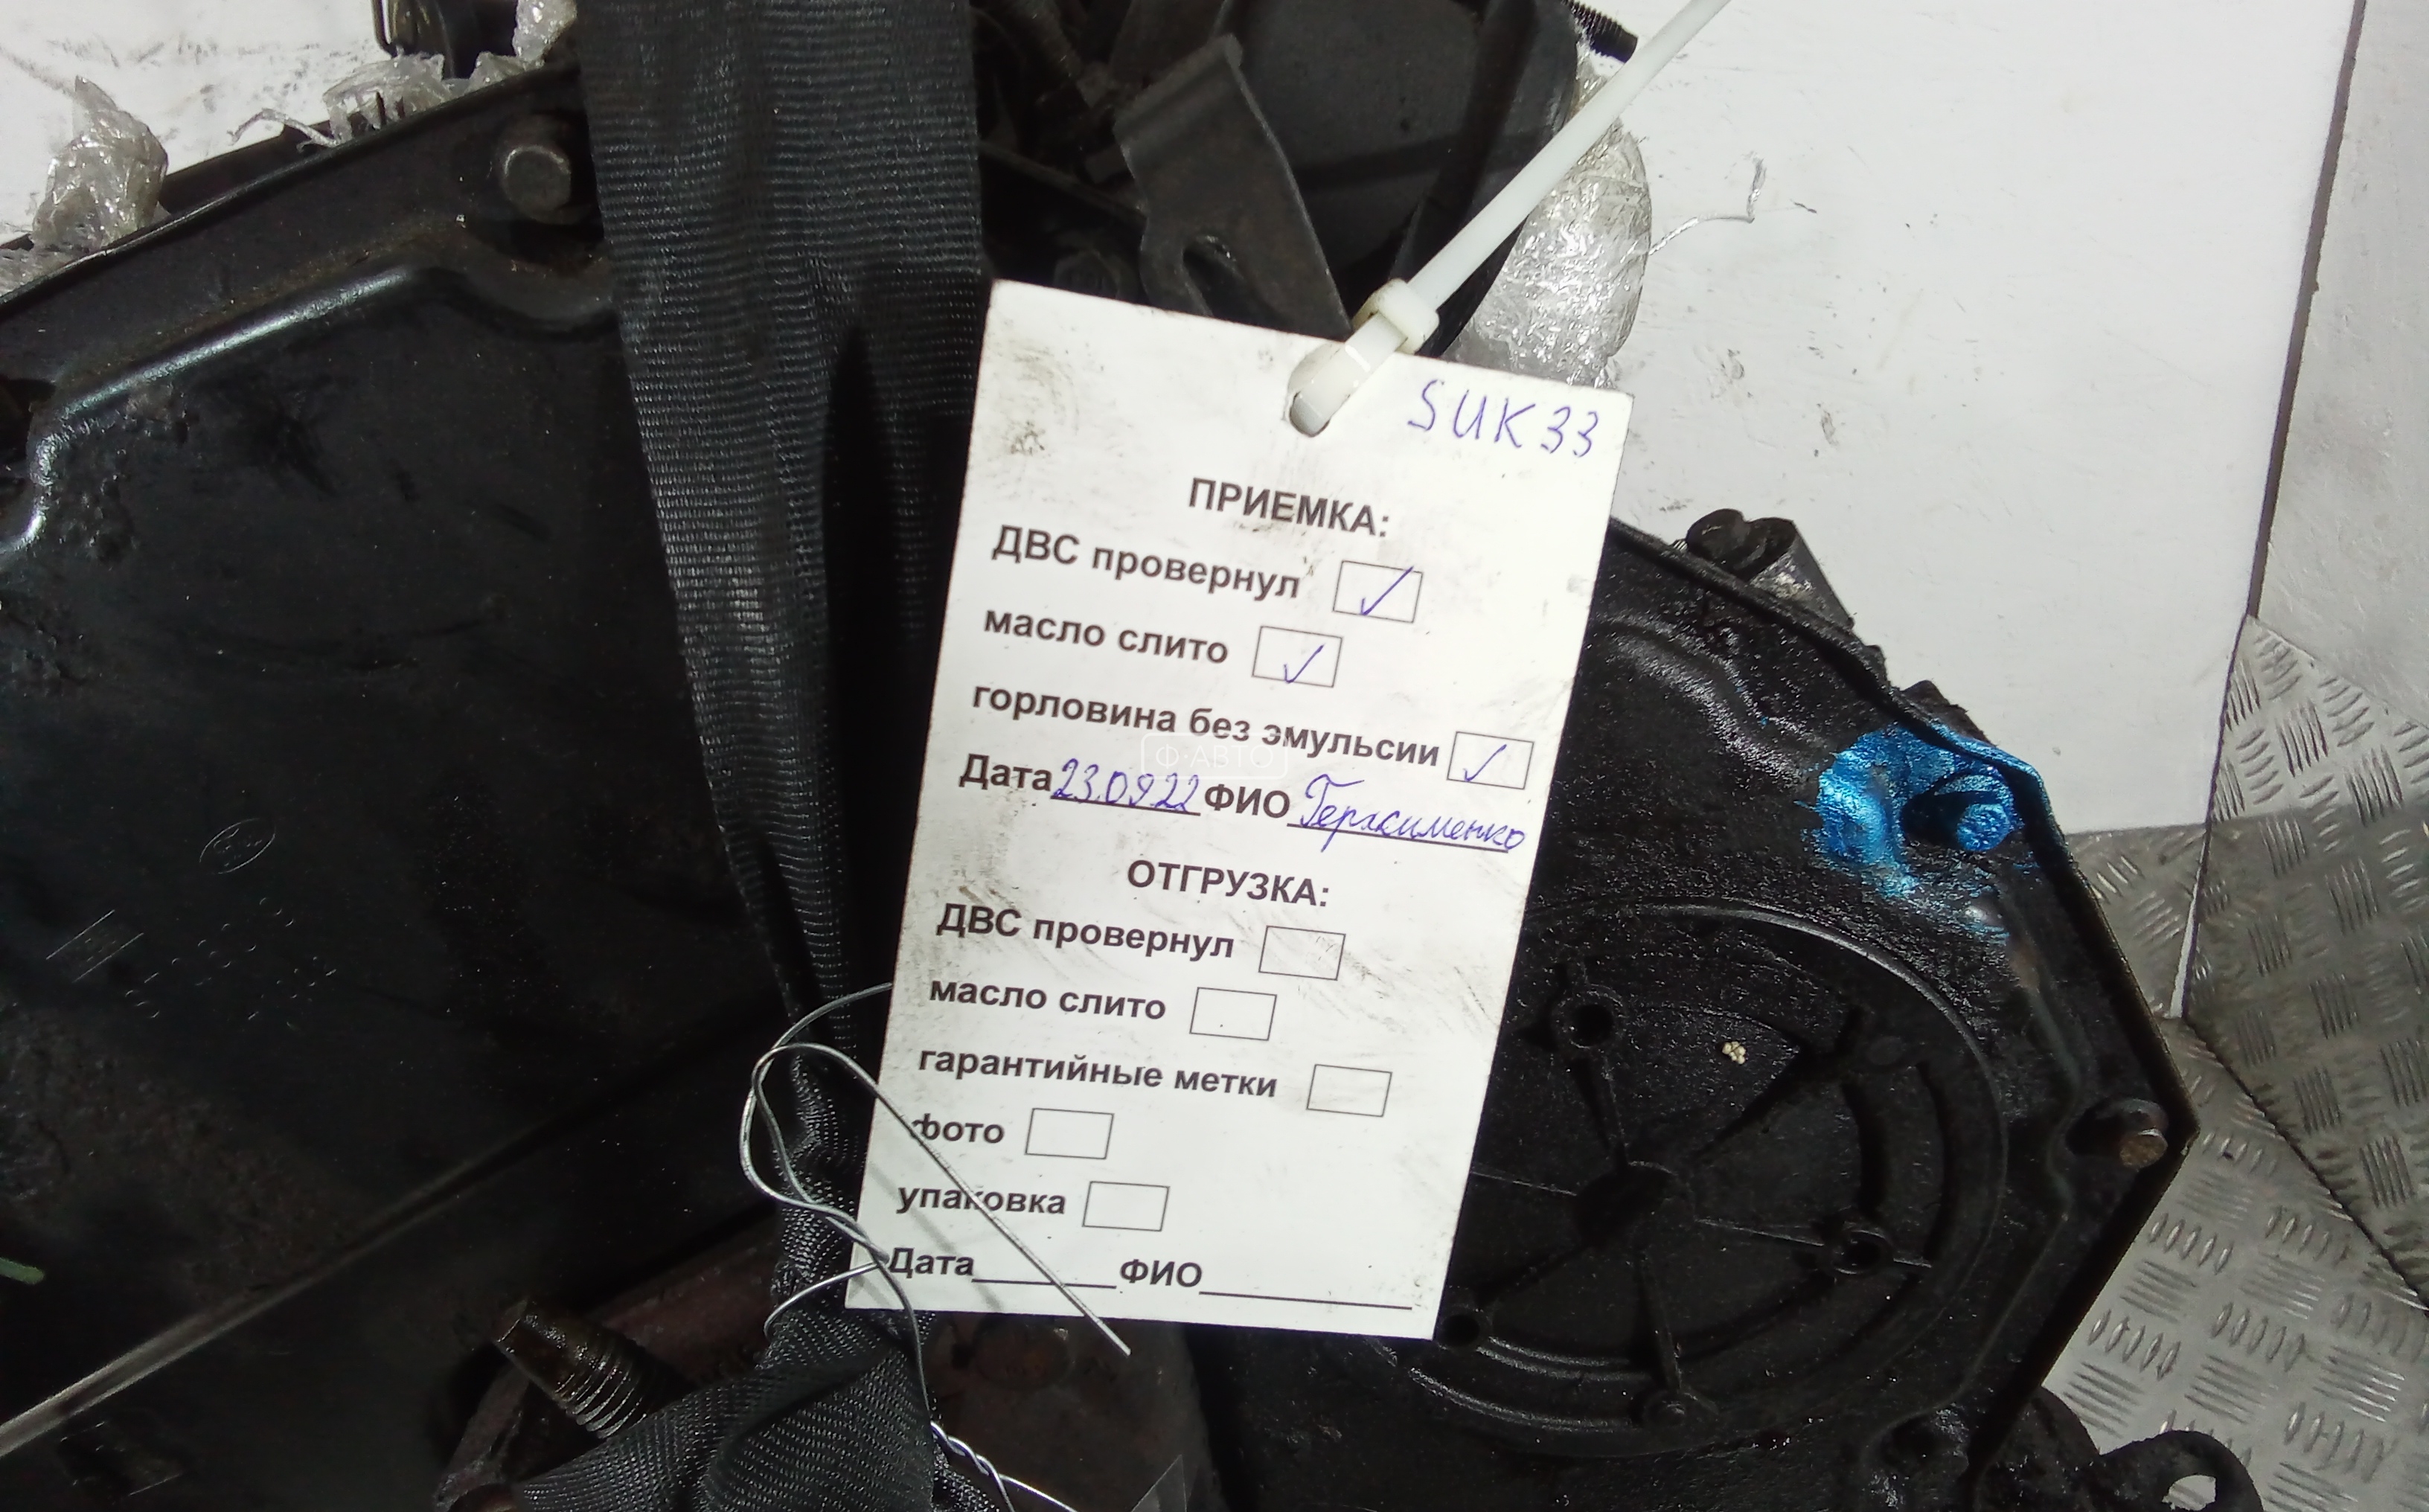 SUK33
ПРИЕМКА:
ДВС провернул
масло слито
горловина без эмульсии
Ф-АВТО
Дата 23.09.22 ФИО Герасименко
ОТГРУЗКА:
ДВС провернул
масло слито
гарантийные метки
фото
упаковка
Дата ФИО